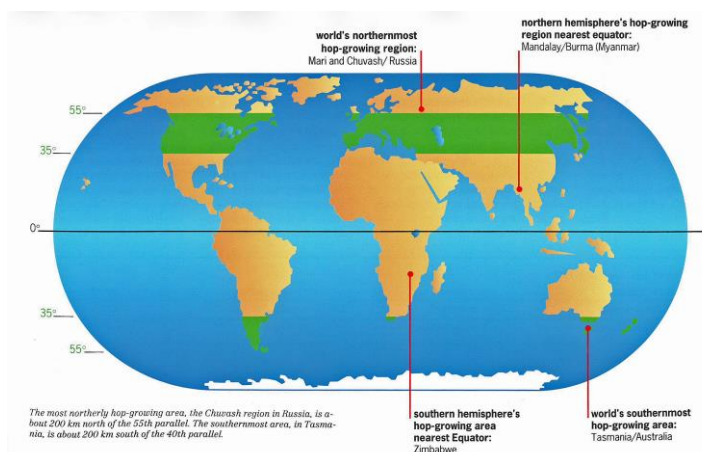 world's northernmost
hop-growing region:
Mari and Chuvash/ Russia
northern hemisphere's hop-growing
region nearest equator:
Mandalay/Burma (Myanmar)
55°
35°
0°
35°
55°
The most northerly hop-growing area, the Chuvash region in Russia, is a-
bout 200 km north of the 55th parallel. The southernmost area, in Tasma-
nia, is about 200 km south of the 40th parallel.
southern hemisphere's
hop-growing area
nearest Equator:
Zimbabwe
world's southernmost
hop-growing area:
Tasmania/Australia